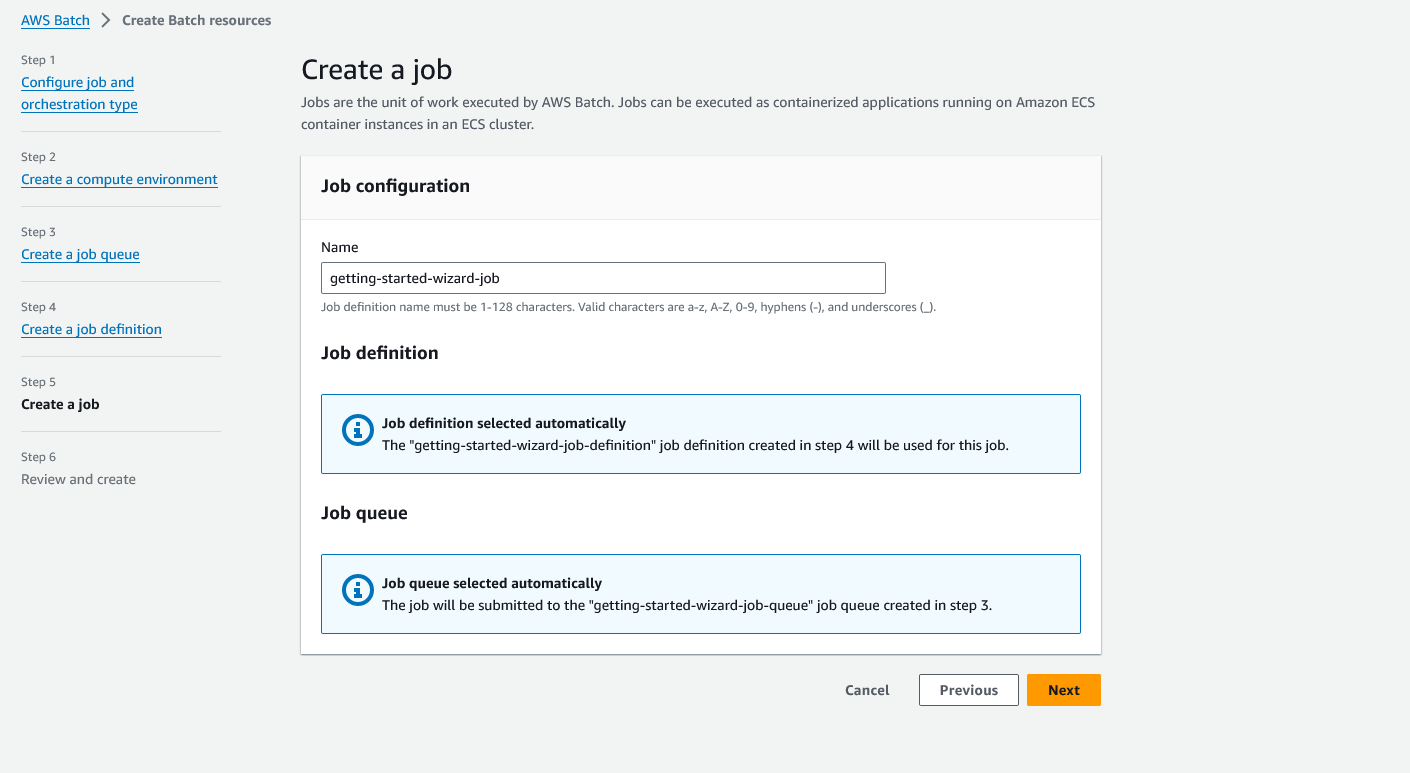 AWS Batch > Create Batch resources
Step 1
Configure job and
orchestration type
Step 2
Create a compute environment
Step 3
Create a job queue
Step 4
Create a job definition
Step 5
Create a job
Step 6
Review and create
Create a job
Jobs are the unit of work executed by AWS Batch. Jobs can be executed as containerized applications running on Amazon ECS
container instances in an ECS cluster.
Job configuration
Name
getting-started-wizard-job
Job definition name must be 1-128 characters. Valid characters are a-z, A-Z, 0-9, hyphens (-), and underscores (_).
Job definition
Job definition selected automatically
The "getting-started-wizard-job-definition" job definition created in step 4 will be used for this job.
Job queue
Job queue selected automatically
The job will be submitted to the "getting-started-wizard-job-queue" job queue created in step 3.
Cancel
Previous
Next